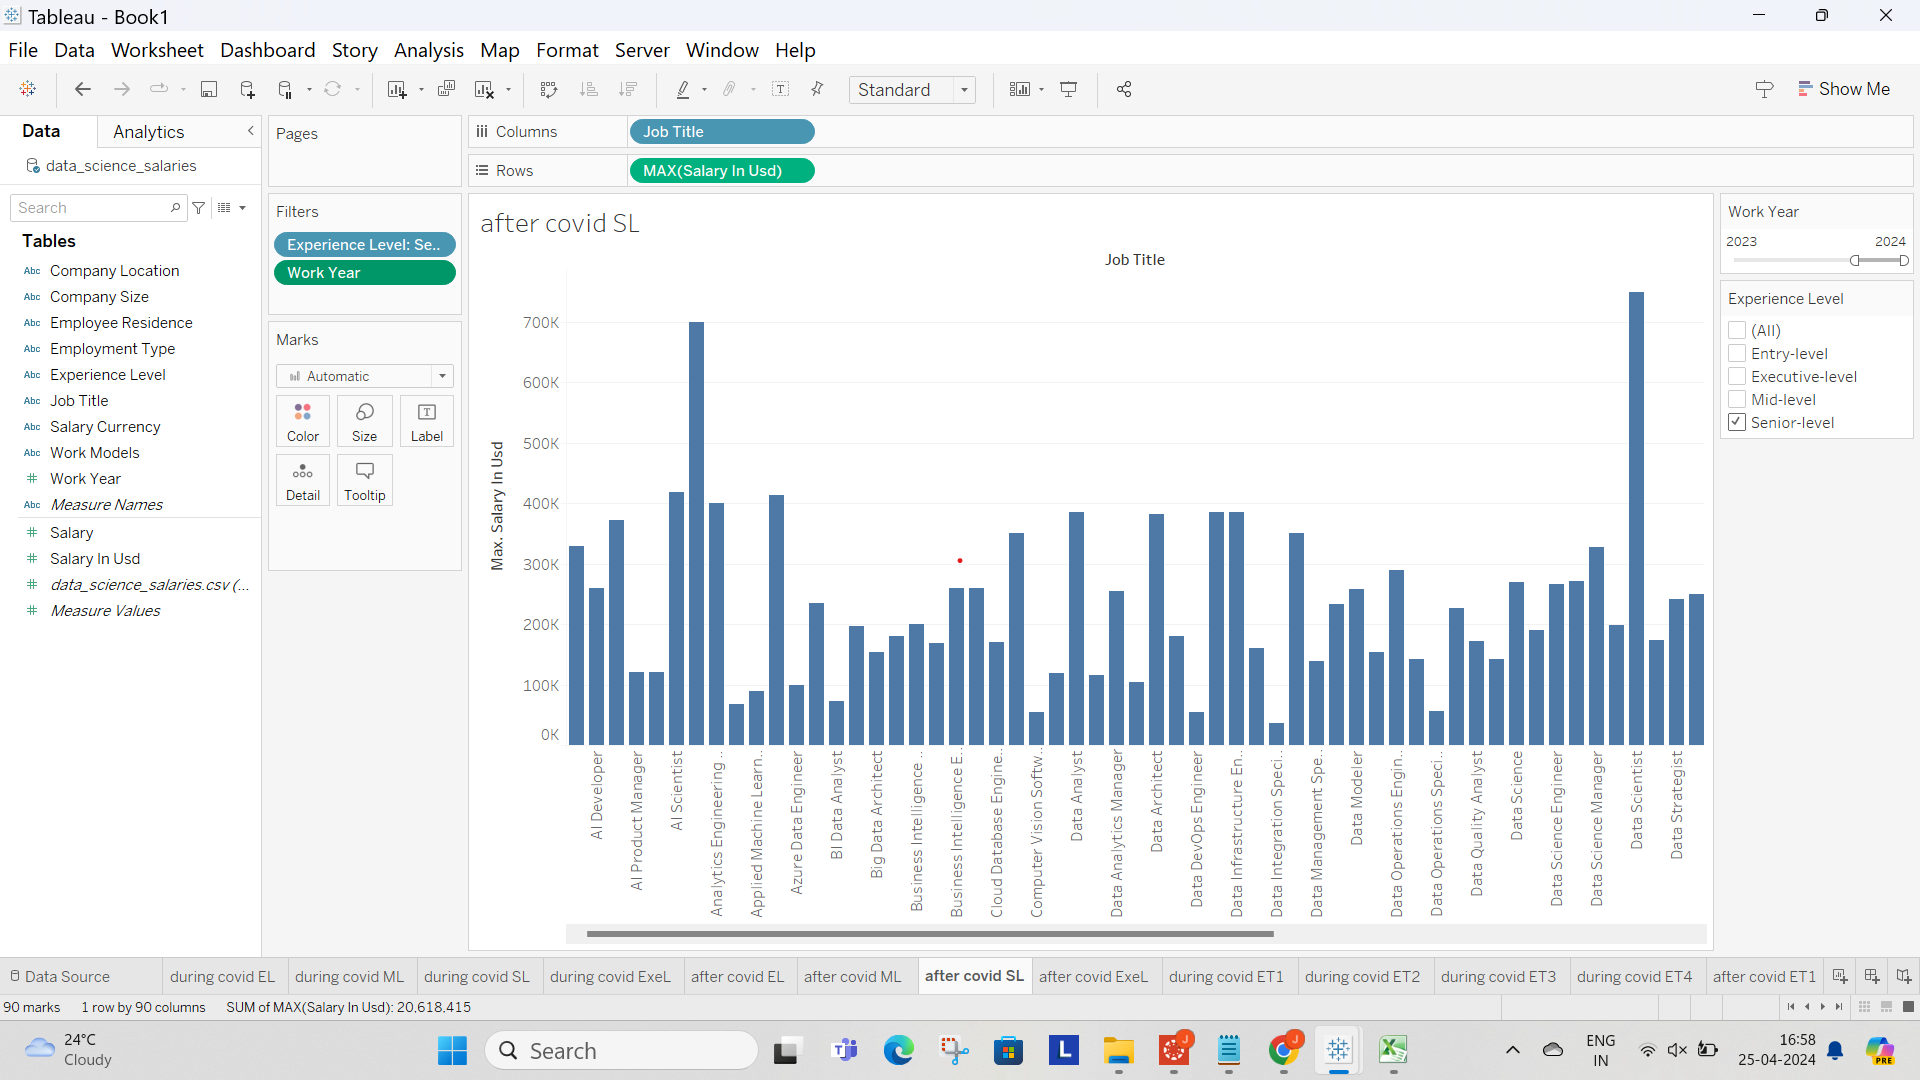 Tableau - Book1
File Data Worksheet Dashboard Story Analysis Map Format Server Window Help
Standard
Show Me
Data
Analytics
data_science_salaries
Search
Tables
Abc Company Location
Abc Company Size
Abc Employee Residence
Abc Employment Type
Abc Experience Level
Abc Job Title
Abc Salary Currency
Abc Work Models
# Work Year
Abc Measure Names
# Salary
# Salary In Usd
# data_science_salaries.csv (...
# Measure Values
Pages
Filters
Experience Level: Se..
Work Year
Marks
Automatic
Color
Size
Label
Detail
Tooltip
Columns
Job Title
Rows
MAX(Salary In Usd)
after covid SL
Job Title
Max. Salary In Usd
700K
600K
500K
400K
300K
200K
100K
0K
AI Developer
AI Product Manager
AI Scientist
Analytics Engineering ..
Applied Machine Learn..
Azure Data Engineer
BI Data Analyst
Big Data Architect
Business Intelligence ..
Business Intelligence E..
Cloud Database Engine..
Computer Vision Softw..
Data Analyst
Data Analytics Manager
Data Architect
Data DevOps Engineer
Data Infrastructure En..
Data Integration Speci..
Data Management Spe..
Data Modeler
Data Operations Engin..
Data Operations Speci..
Data Quality Analyst
Data Science
Data Science Engineer
Data Science Manager
Data Scientist
Data Strategist
Work Year
2023
2024
Experience Level
(All)
Entry-level
Executive-level
Mid-level
Senior-level
Data Source
during covid EL
during covid ML
during covid SL
during covid ExeL
after covid EL
after covid ML
after covid SL
after covid ExeL
during covid ET1
during covid ET2
during covid ET3
during covid ET4
after covid ET1
90 marks
1 row by 90 columns
SUM of MAX(Salary In Usd): 20,618,415
24°C
Cloudy
Search
L
J
J
ENG
IN
16:58
25-04-2024
PRE